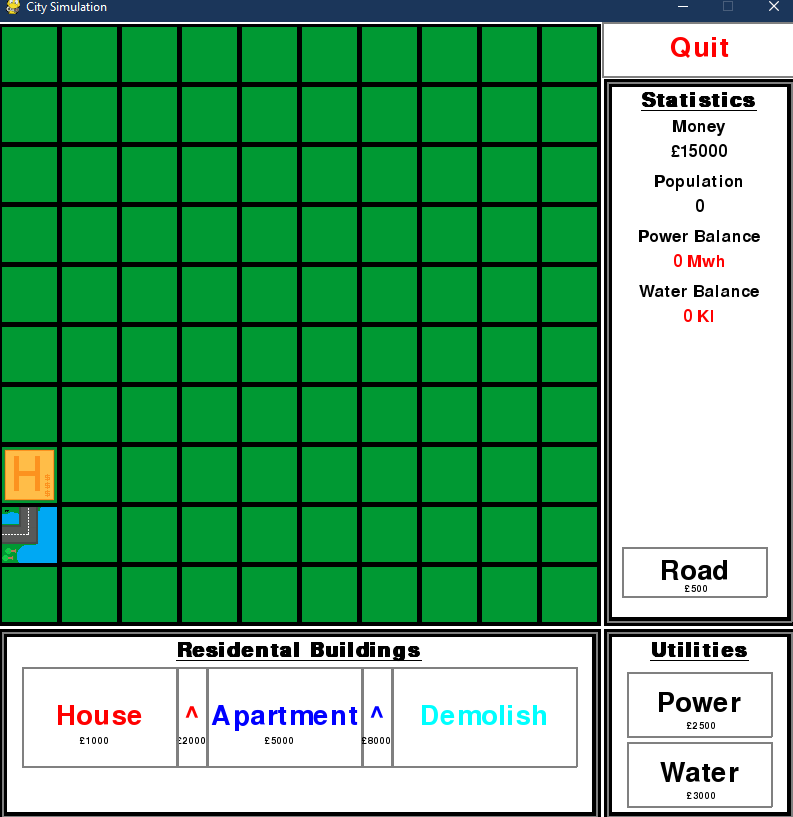 City Simulation
Quit
Statistics
Money
£15000
Population
0
Power Balance
0 Mwh
Water Balance
0 Kl
H
Road
£500
Residental Buildings
House
£1000
^
£2000
Apartment
£5000
^
£8000
Demolish
Utilities
Power
£2500
Water
£3000